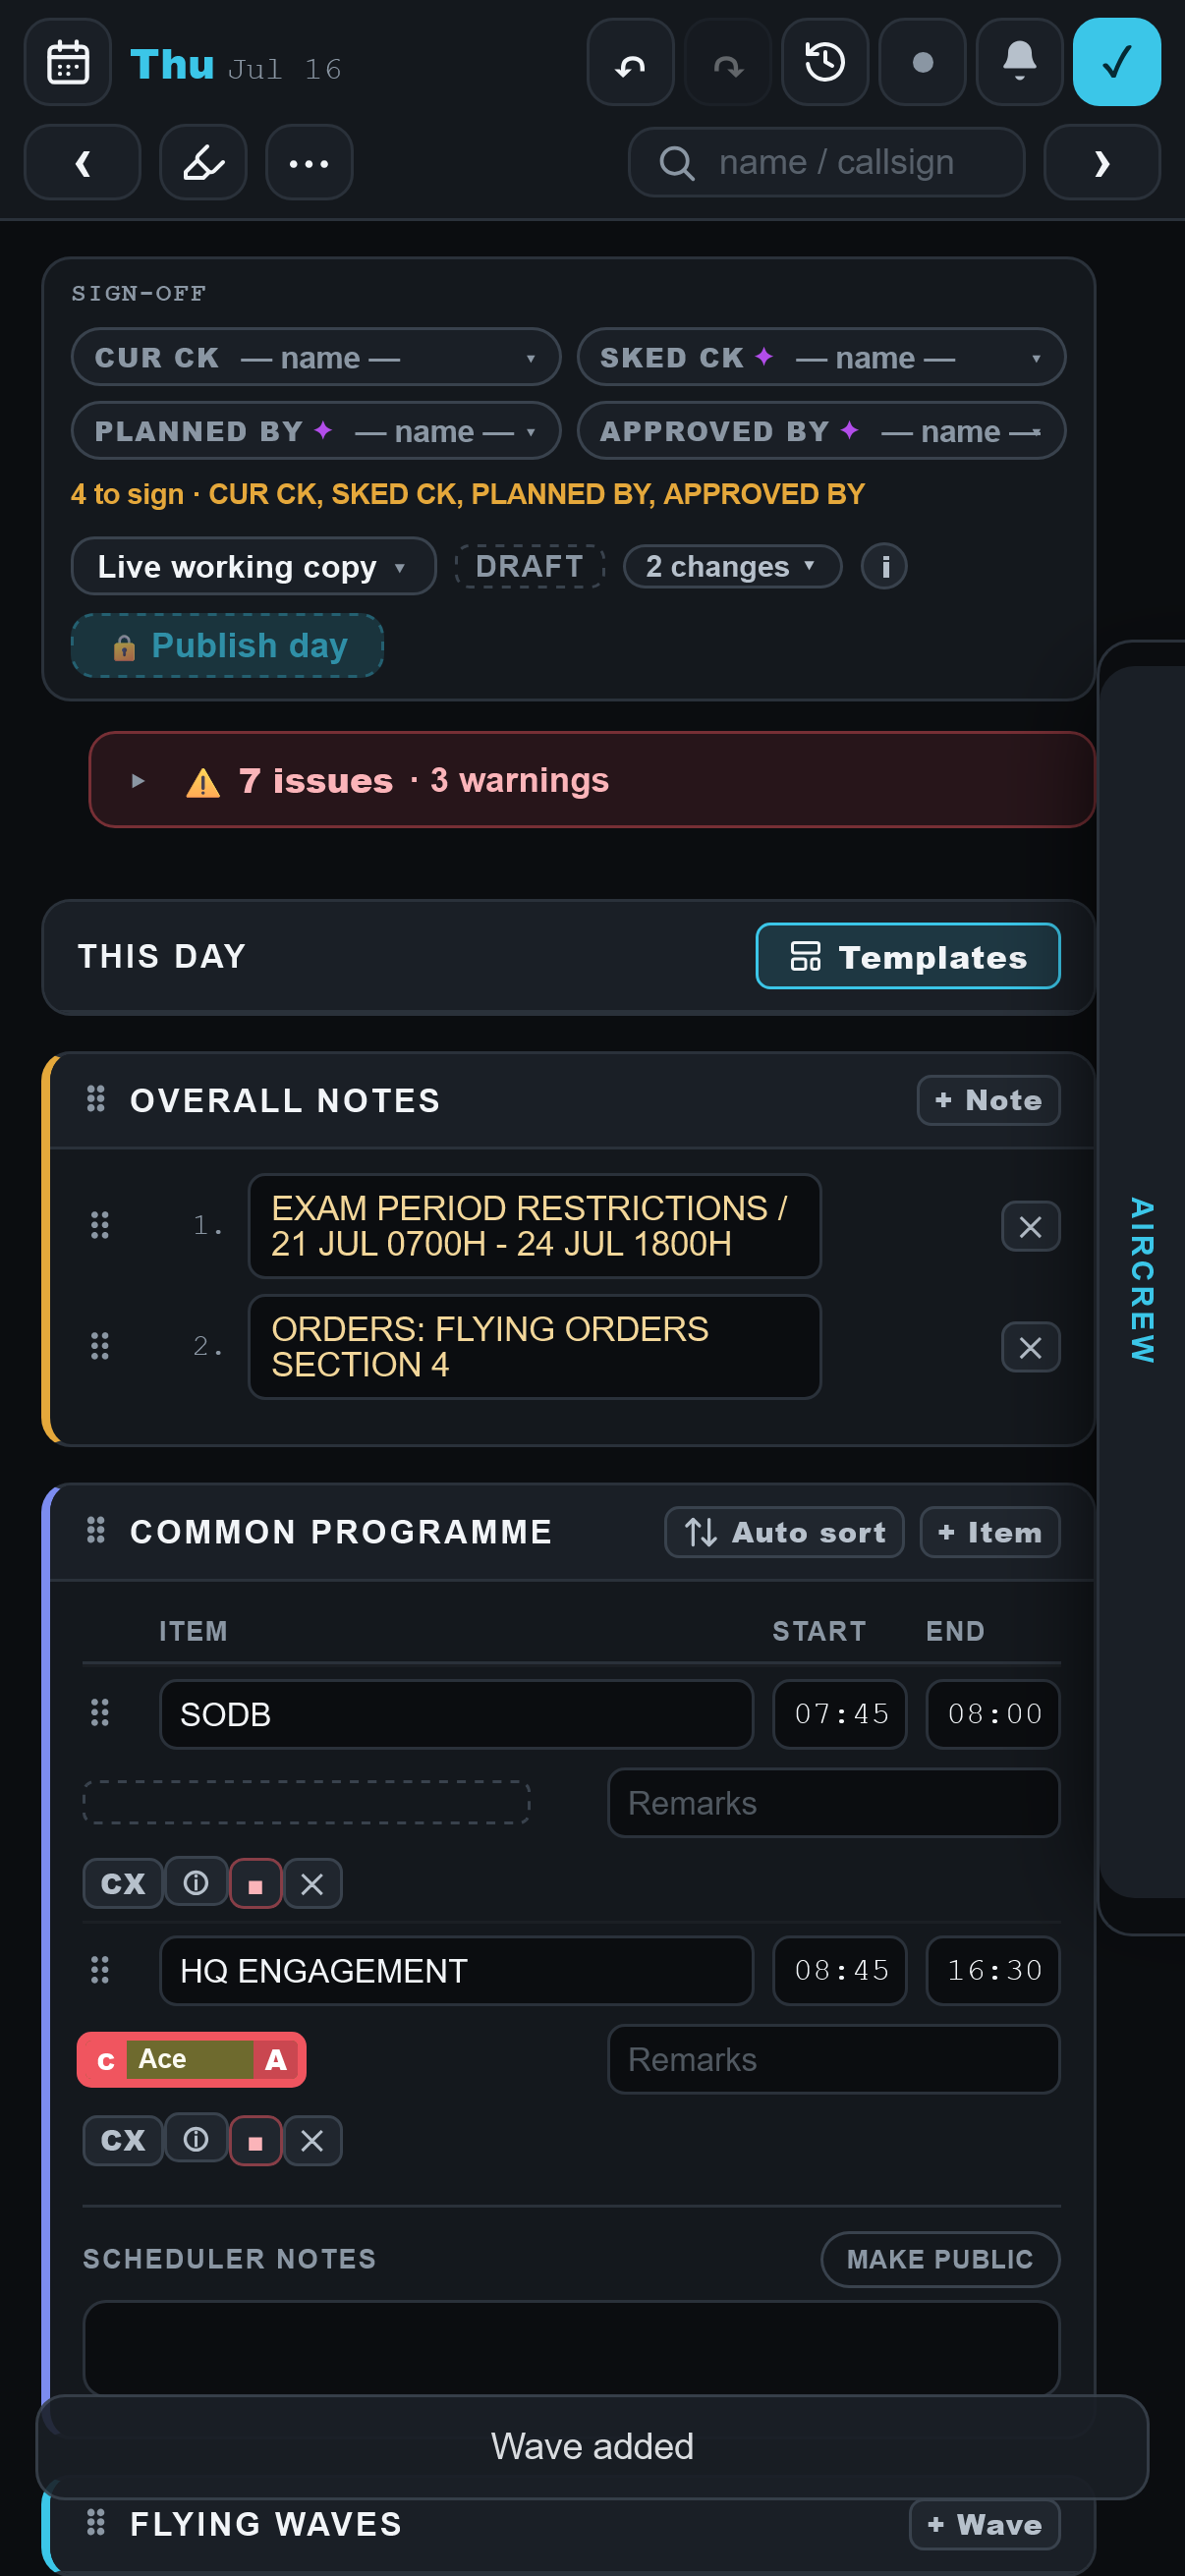 Thu Jul 16
name / callsign
SIGN-OFF
CUR CK — name —
SKED CK — name —
PLANNED BY — name —
APPROVED BY — name —
4 to sign · CUR CK, SKED CK, PLANNED BY, APPROVED BY
Live working copy DRAFT 2 changes i
Publish day
7 issues · 3 warnings
AIRCREW
THIS DAY Templates
OVERALL NOTES + Note
1. EXAM PERIOD RESTRICTIONS /
21 JUL 0700H - 24 JUL 1800H
2. ORDERS: FLYING ORDERS
SECTION 4
COMMON PROGRAMME Auto sort + Item
ITEM START END
SODB 07:45 08:00
Remarks
CX
HQ ENGAGEMENT 08:45 16:30
c Ace A Remarks
CX
SCHEDULER NOTES MAKE PUBLIC
Wave added
FLYING WAVES + Wave